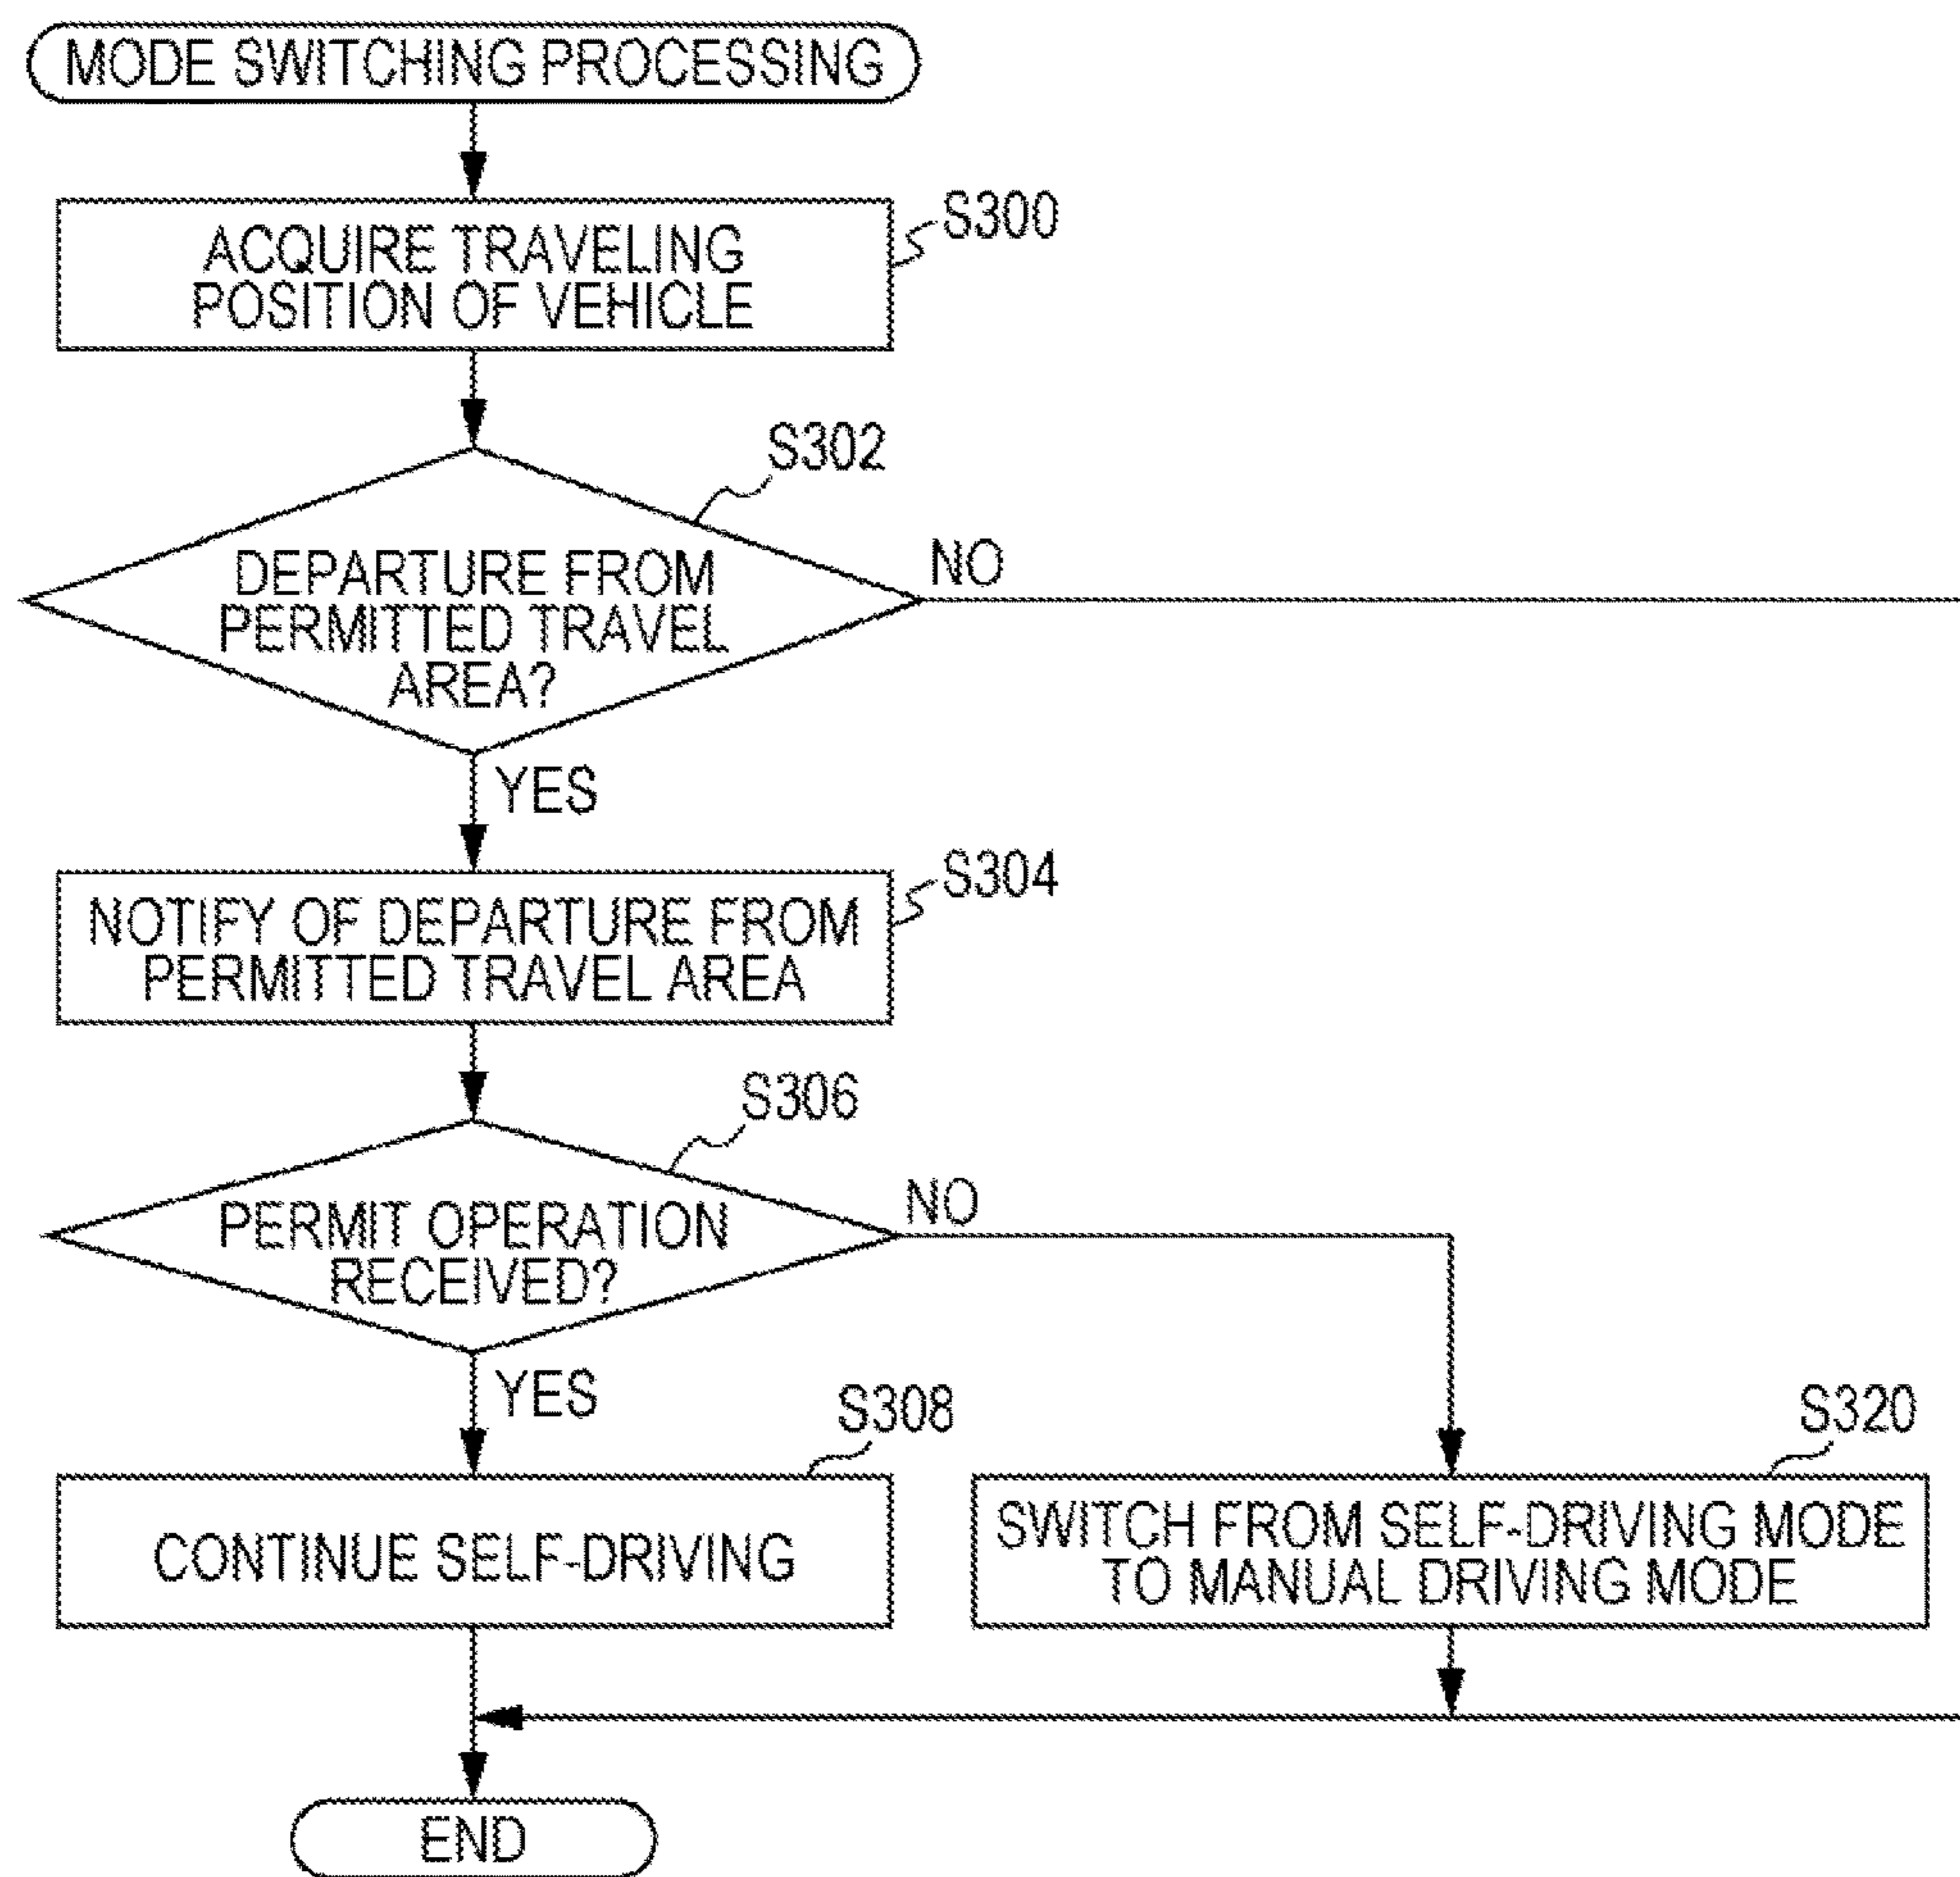 MODE SWITCHING PROCESSING
S300
ACQUIRE TRAVELING
POSITION OF VEHICLE
S302
DEPARTURE FROM
PERMITTED TRAVEL
AREA?
NO
YES
S304
NOTIFY OF DEPARTURE FROM
PERMITTED TRAVEL AREA
S306
PERMIT OPERATION
RECEIVED?
NO
YES
S308
CONTINUE SELF-DRIVING
S320
SWITCH FROM SELF-DRIVING MODE
TO MANUAL DRIVING MODE
END